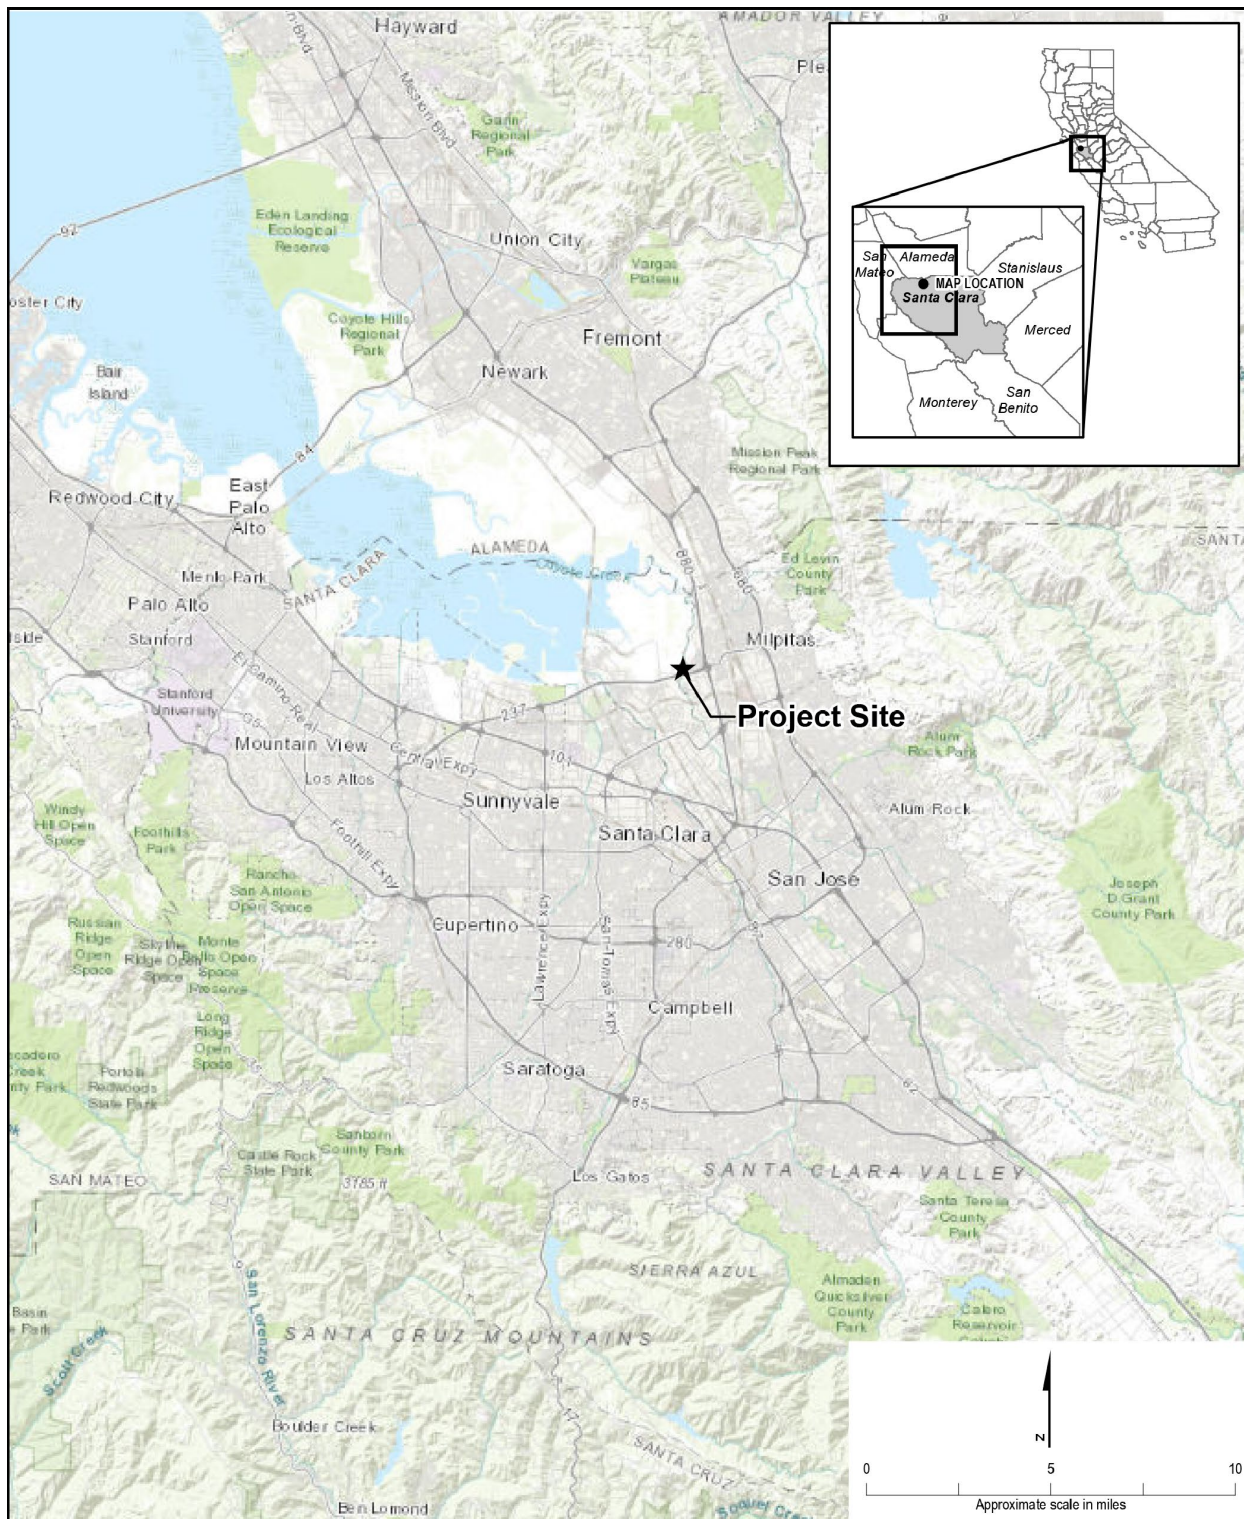 AMADOR VALLEY
Hayward
Mission Blvd
Garin
Regional
Park
92
Eden Landing
Ecological
Reserve
Union City
Vargas
Plateau
Coyote Hills
Regional
Park
Fremont
Newark
Bair
Island
84
Mission Peak
Regional Park
Redwood City
East
Palo
Alto
ALAMEDA
SANTA CLARA
Coyote Creek
880
680
Ed Levin
County
Park
Menlo Park
Palo Alto
Stanford
Milpitas
El Camino Real
Stanford
University
G5
237
Project Site
Mountain View
Central Expy
101
Los Altos
Alum
Rock Park
Sunnyvale
Alum Rock
Windy
Hill Open
Space
Foothills
Park
Foothill Expy
Santa Clara
San Jose
Rancho
San Antonio
Open Space
Joseph
D Grant
County Park
Russian
Ridge
Open
Space
Skyline
Ridge Open
Space
Monte
Bello Open
Space
Preserve
Cupertino
Lawrence Expy
San Tomas Expy
280
87
Campbell
Long
Ridge
Open
Space
35
Portola
Redwoods
State Park
Saratoga
85
82
Sanborn
County Park
Castle Rock
State Park
3785 ft
SAN MATEO
Los Gatos
SANTA CLARA VALLEY
Santa Teresa
County
Park
9
San Lorenzo River
SIERRA AZUL
Almaden
Quicksilver
County
Park
Calero
Reservoir
SANTA CRUZ MOUNTAINS
Scott Creek
Boulder Creek
17
SANTA CRUZ
Ben Lomond
San
Mateo
Alameda
Stanislaus
MAP LOCATION
Santa Clara
Merced
Monterey
San
Benito
N
0
5
10
Approximate scale in miles